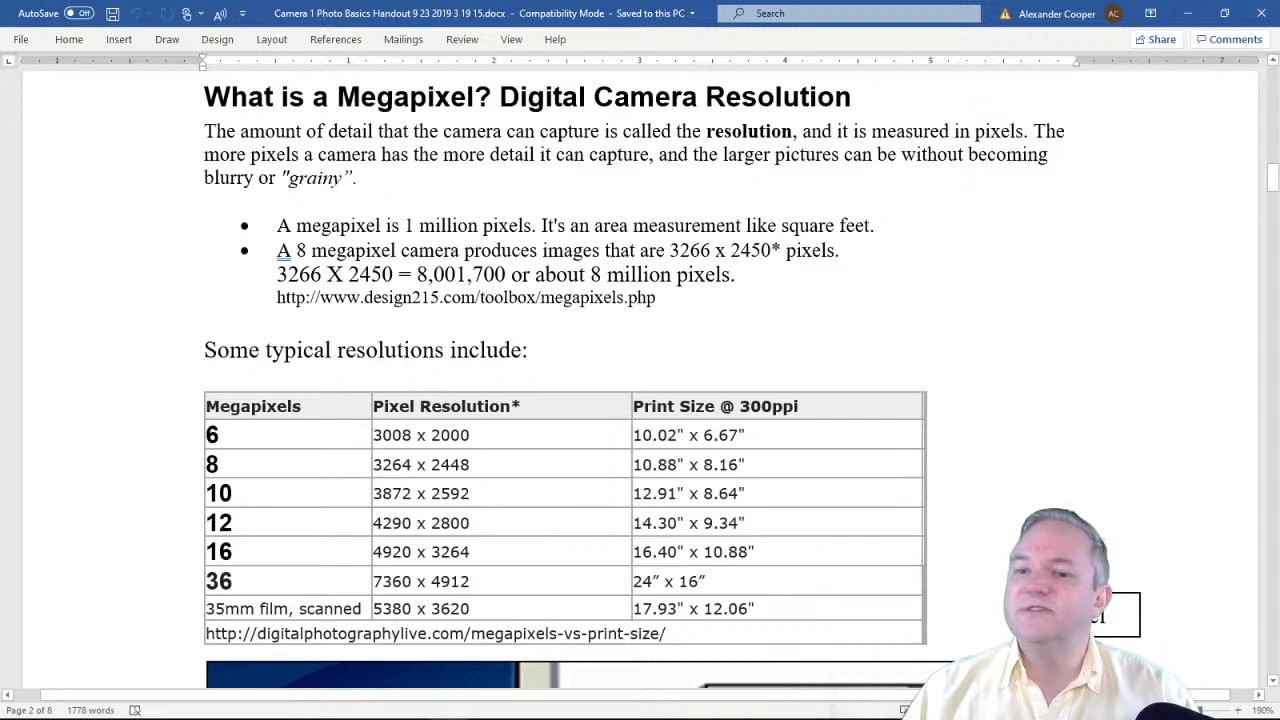 AutoSave Off Camera 1 Photo Basics Handout 9 23 2019 3 19 15.docx - Compatibility Mode - Saved to this PC Search Alexander Cooper AC
File Home Insert Draw Design Layout References Mailings Review View Help Share Comments
1 1 2 3 4 5 7
What is a Megapixel? Digital Camera Resolution
The amount of detail that the camera can capture is called the resolution, and it is measured in pixels. The
more pixels a camera has the more detail it can capture, and the larger pictures can be without becoming
blurry or "grainy”.
• A megapixel is 1 million pixels. It's an area measurement like square feet.
• A 8 megapixel camera produces images that are 3266 x 2450* pixels.
3266 X 2450 = 8,001,700 or about 8 million pixels.
http://www.design215.com/toolbox/megapixels.php
Some typical resolutions include:
Megapixels Pixel Resolution* Print Size @ 300ppi
6 3008 x 2000 10.02" x 6.67"
8 3264 x 2448 10.88" x 8.16"
10 3872 x 2592 12.91" x 8.64"
12 4290 x 2800 14.30" x 9.34"
16 4920 x 3264 16.40" x 10.88"
36 7360 x 4912 24” x 16”
35mm film, scanned 5380 x 3620 17.93" x 12.06"
http://digitalphotographylive.com/megapixels-vs-print-size/
Page 2 of 8 1778 words 190%